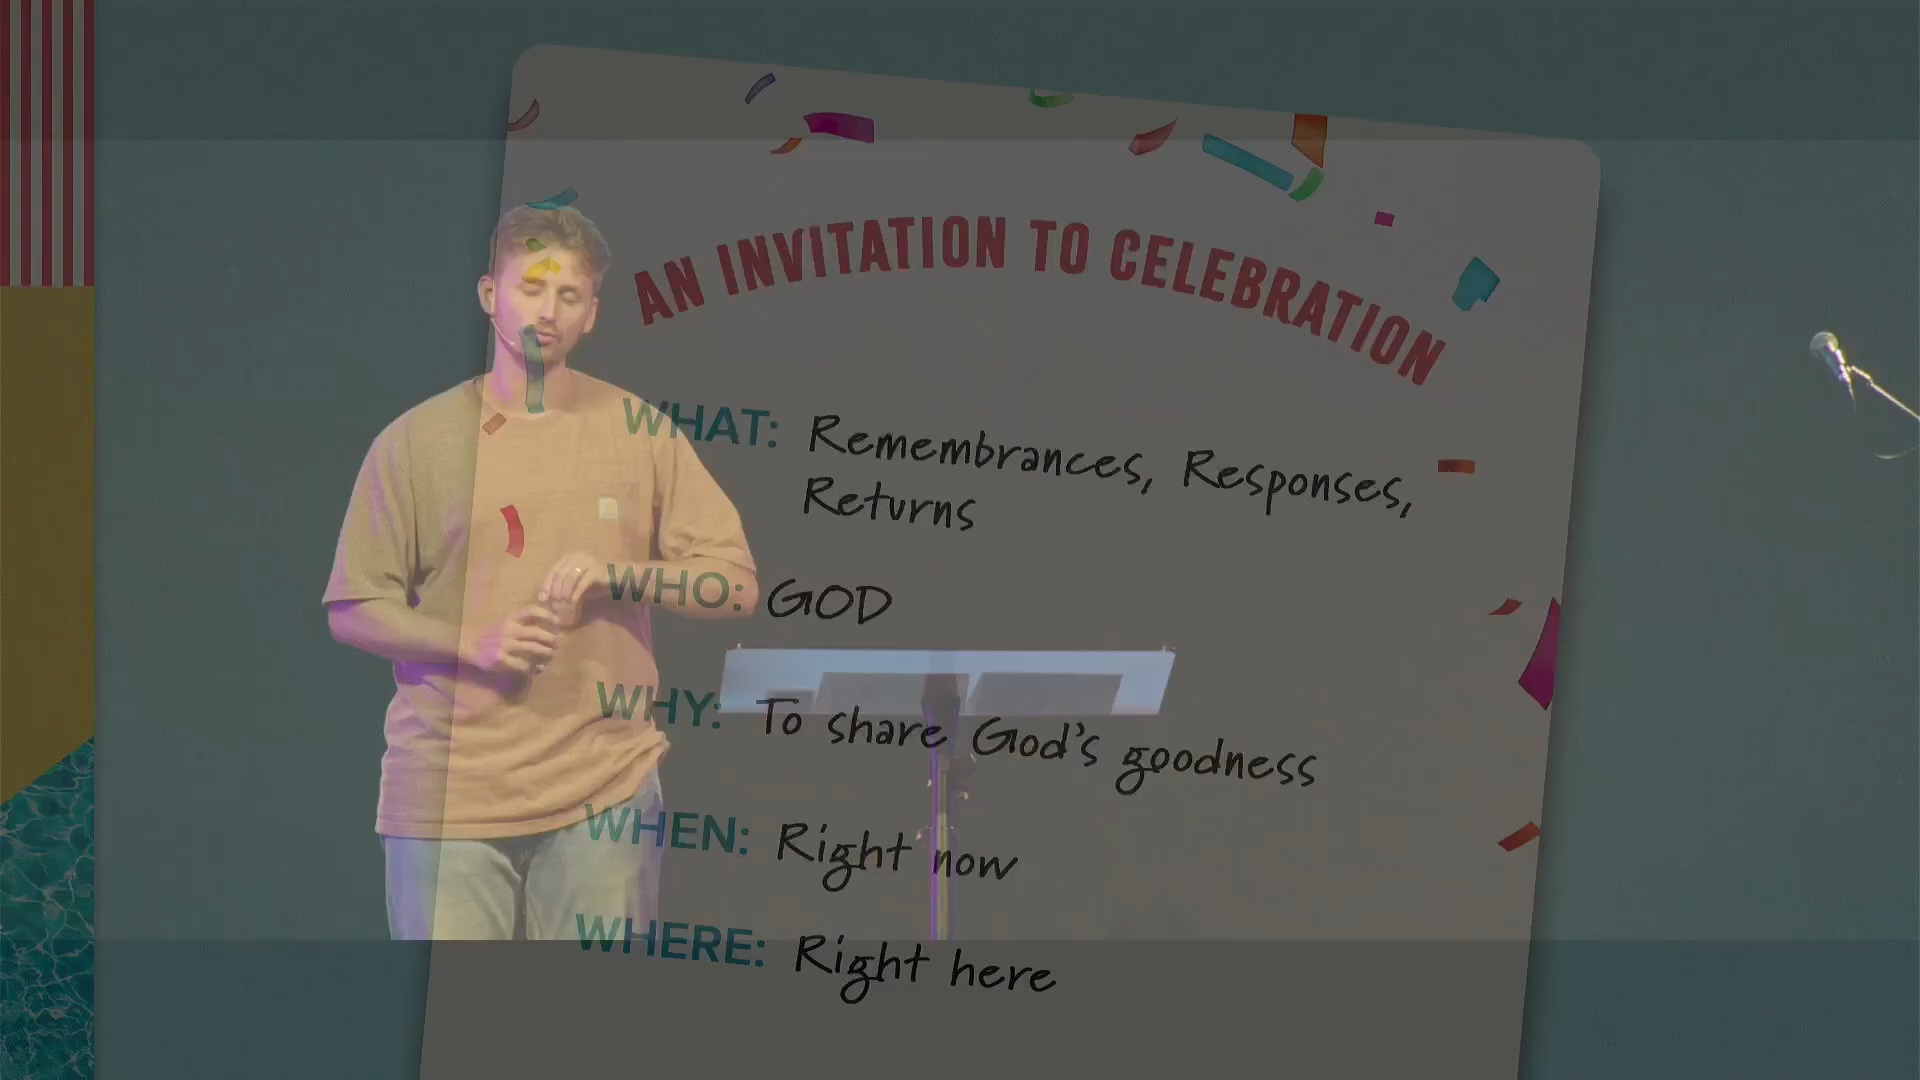 AN INVITATION TO CELEBRATION
WHAT: Remembrances, Responses,
Returns
WHO: GOD
WHY: To share God's goodness
WHEN: Right now
WHERE: Right here